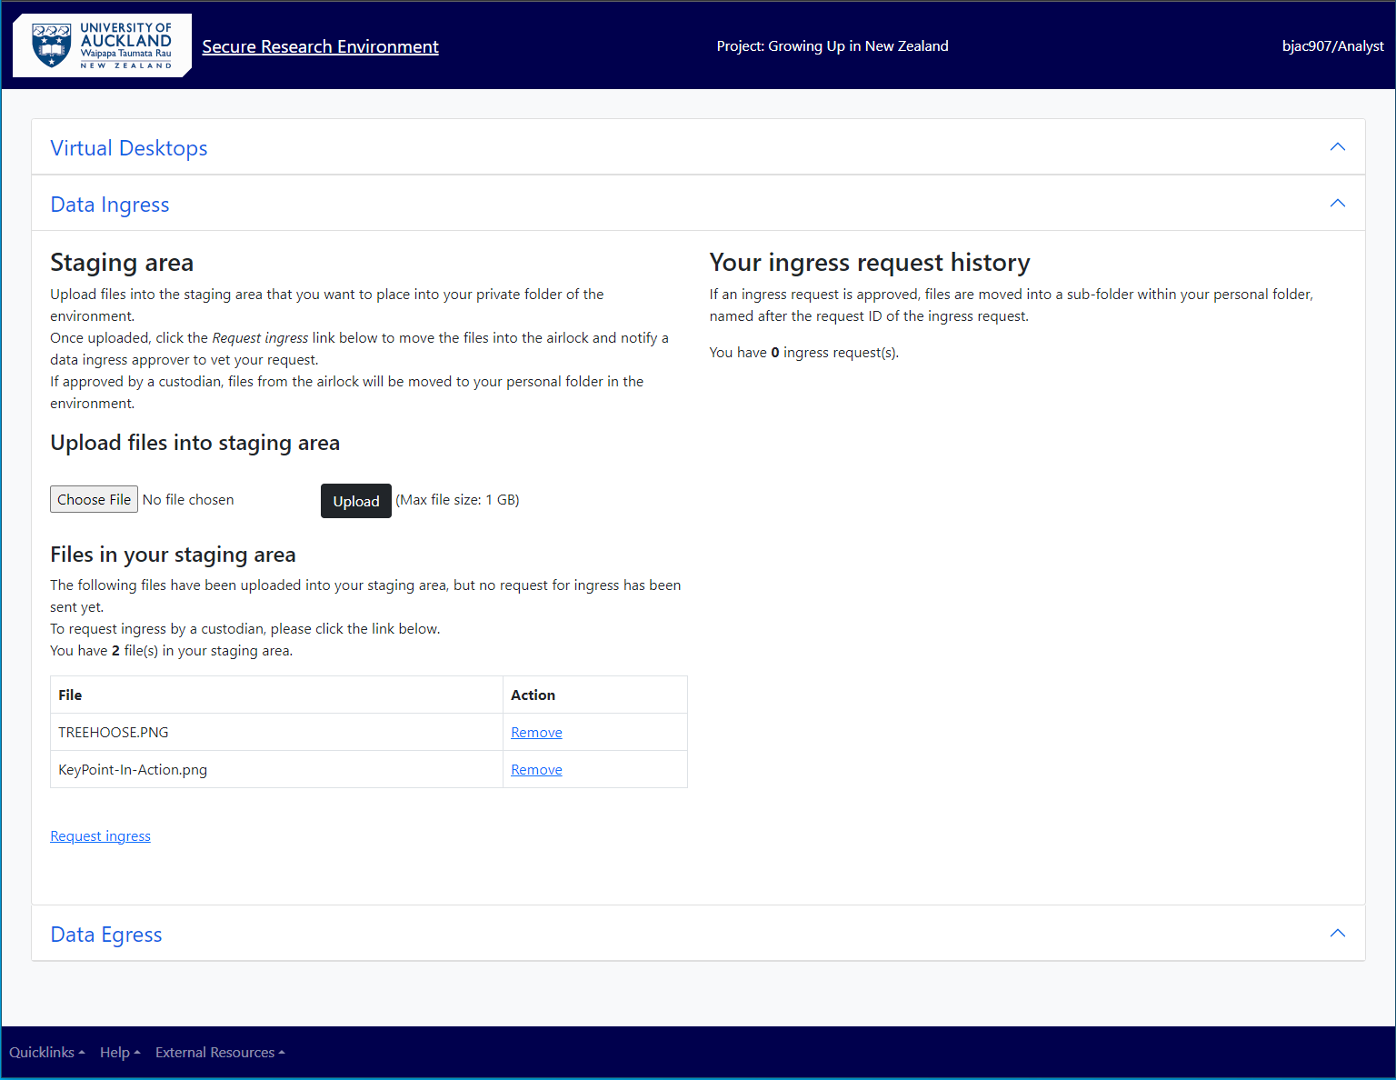 UNIVERSITY OF
AUCKLAND
Waipapa Taumata Rau
NEW ZEALAND
Secure Research Environment
Project: Growing Up in New Zealand
bjac907/Analyst
Virtual Desktops
Data Ingress
Staging area
Upload files into the staging area that you want to place into your private folder of the
environment.
Once uploaded, click the Request ingress link below to move the files into the airlock and notify a
data ingress approver to vet your request.
If approved by a custodian, files from the airlock will be moved to your personal folder in the
environment.
Upload files into staging area
Choose File No file chosen Upload (Max file size: 1 GB)
Files in your staging area
The following files have been uploaded into your staging area, but no request for ingress has been
sent yet.
To request ingress by a custodian, please click the link below.
You have 2 file(s) in your staging area.
File Action
TREEHOOSE.PNG Remove
KeyPoint-In-Action.png Remove
Request ingress
Your ingress request history
If an ingress request is approved, files are moved into a sub-folder within your personal folder,
named after the request ID of the ingress request.
You have 0 ingress request(s).
Data Egress
Quicklinks Help External Resources